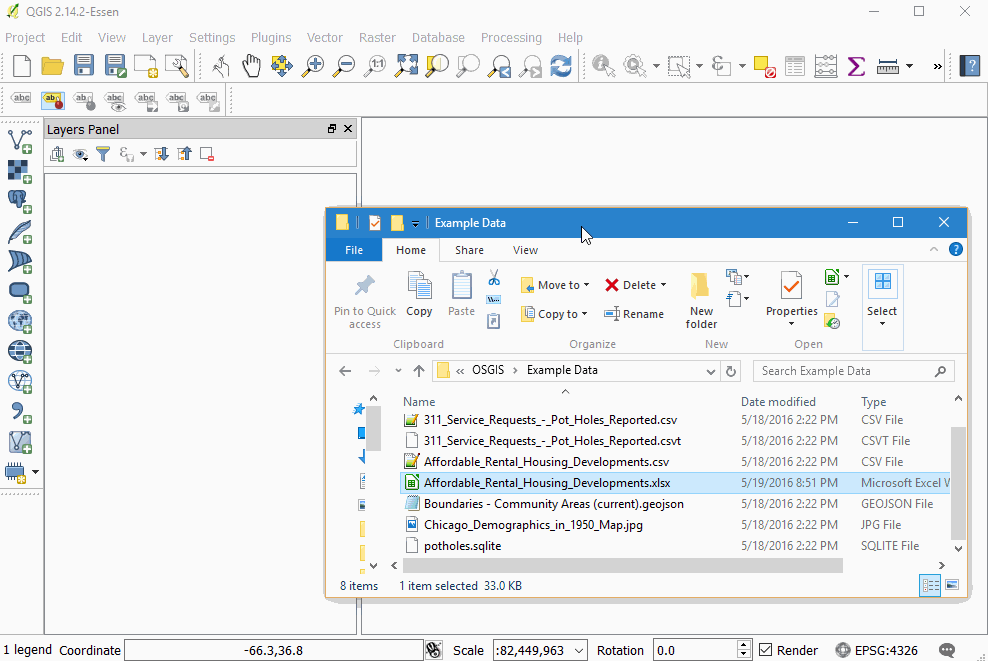 QGIS 2.14.2-Essen
Project Edit View Layer Settings Plugins Vector Raster Database Processing Help
abc ab abc abc abc abc abc
Layers Panel
Example Data
File Home Share View
Pin to Quick access
Copy
Paste
Clipboard
Move to
Copy to
Delete
Rename
Organize
New folder
New
Properties
Open
Select
« OSGIS > Example Data
Search Example Data
Name Date modified Type
311_Service_Requests_-_Pot_Holes_Reported.csv 5/18/2016 2:22 PM CSV File
311_Service_Requests_-_Pot_Holes_Reported.csvt 5/18/2016 2:22 PM CSVT File
Affordable_Rental_Housing_Developments.csv 5/18/2016 2:22 PM CSV File
Affordable_Rental_Housing_Developments.xlsx 5/19/2016 8:51 PM Microsoft Excel W
Boundaries - Community Areas (current).geojson 5/18/2016 2:22 PM GEOJSON File
Chicago_Demographics_in_1950_Map.jpg 5/18/2016 2:22 PM JPG File
potholes.sqlite 5/18/2016 2:22 PM SQLITE File
8 items 1 item selected 33.0 KB
1 legend Coordinate -66.3,36.8 Scale :82,449,963 Rotation 0.0 Render EPSG:4326